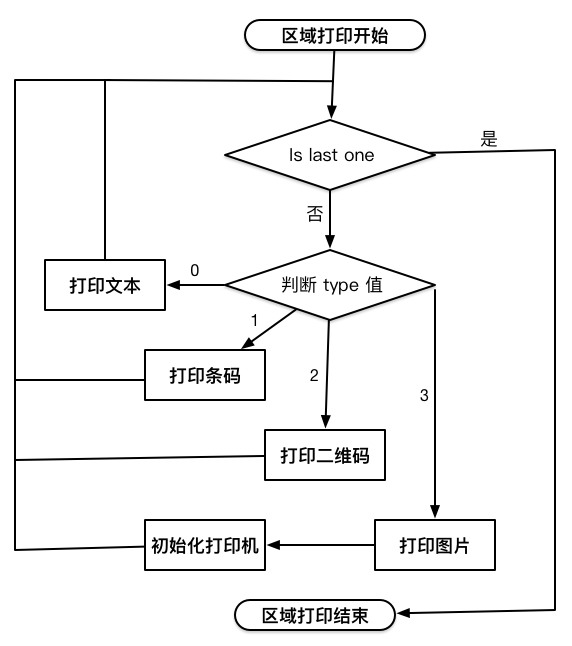 区域打印开始
Is last one
是
否
判断 type 值
0
打印文本
1
打印条码
2
打印二维码
3
打印图片
初始化打印机
区域打印结束